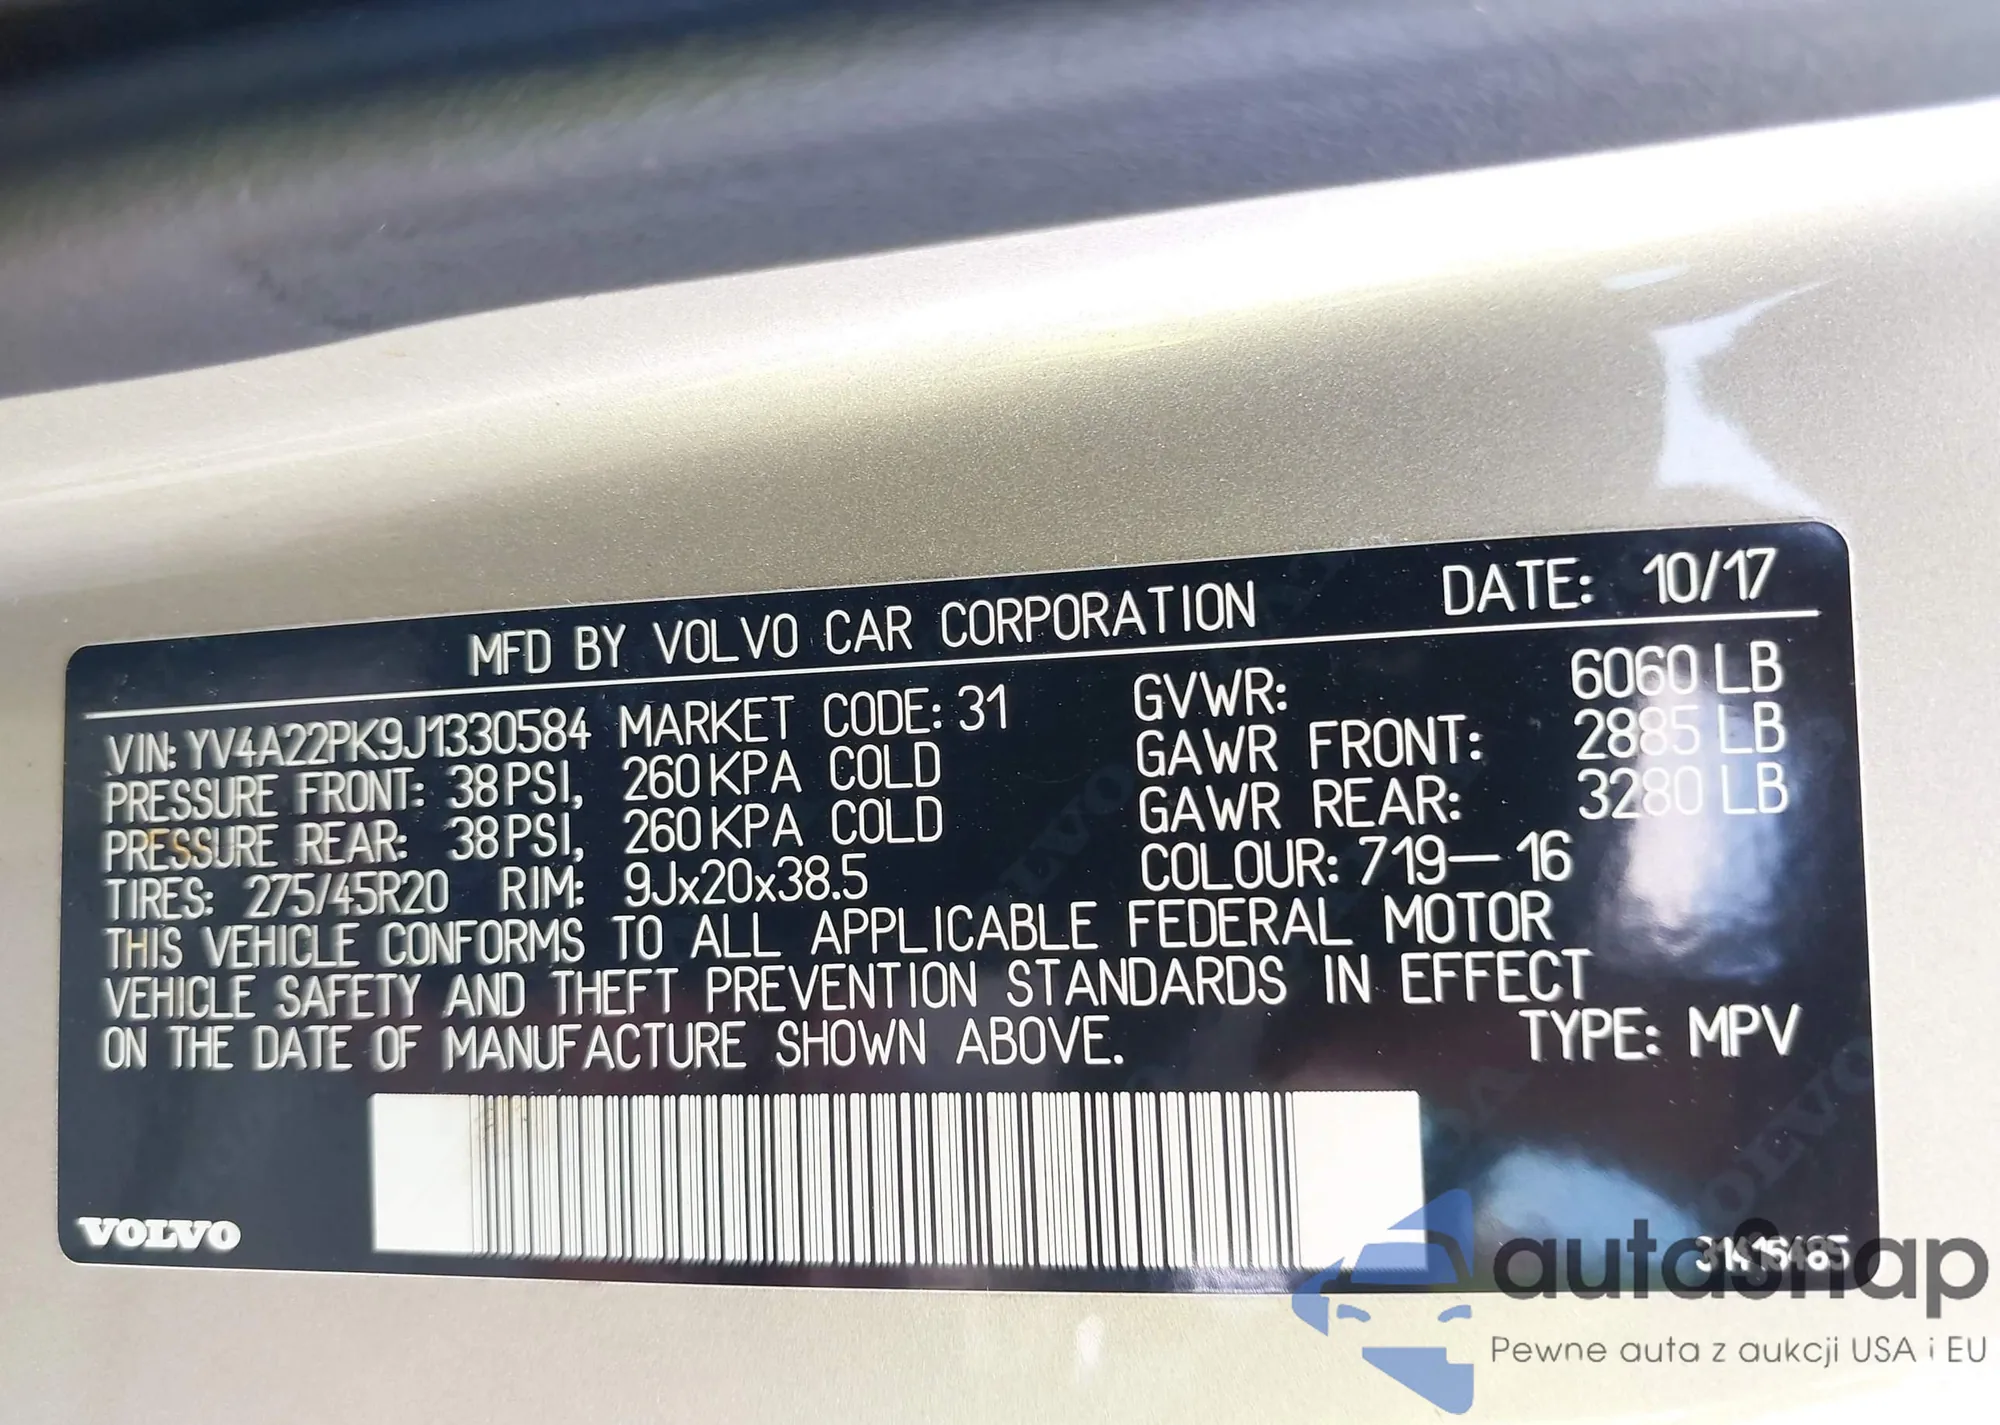 MFD BY VOLVO CAR CORPORATION DATE: 10/17
VIN: YV4A22PK9J1330584 MARKET CODE: 31 GVWR: 6060 LB
PRESSURE FRONT: 38 PSI, 260 KPA COLD GAWR FRONT: 2885 LB
PRESSURE REAR: 38 PSI, 260 KPA COLD GAWR REAR: 3280 LB
TIRES: 275/45R20 RIM: 9Jx20x38.5 COLOUR: 719-16
THIS VEHICLE CONFORMS TO ALL APPLICABLE FEDERAL MOTOR
VEHICLE SAFETY AND THEFT PREVENTION STANDARDS IN EFFECT
ON THE DATE OF MANUFACTURE SHOWN ABOVE. TYPE: MPV
VOLVO
autasnap
Pewne auta z aukcji USA i EU